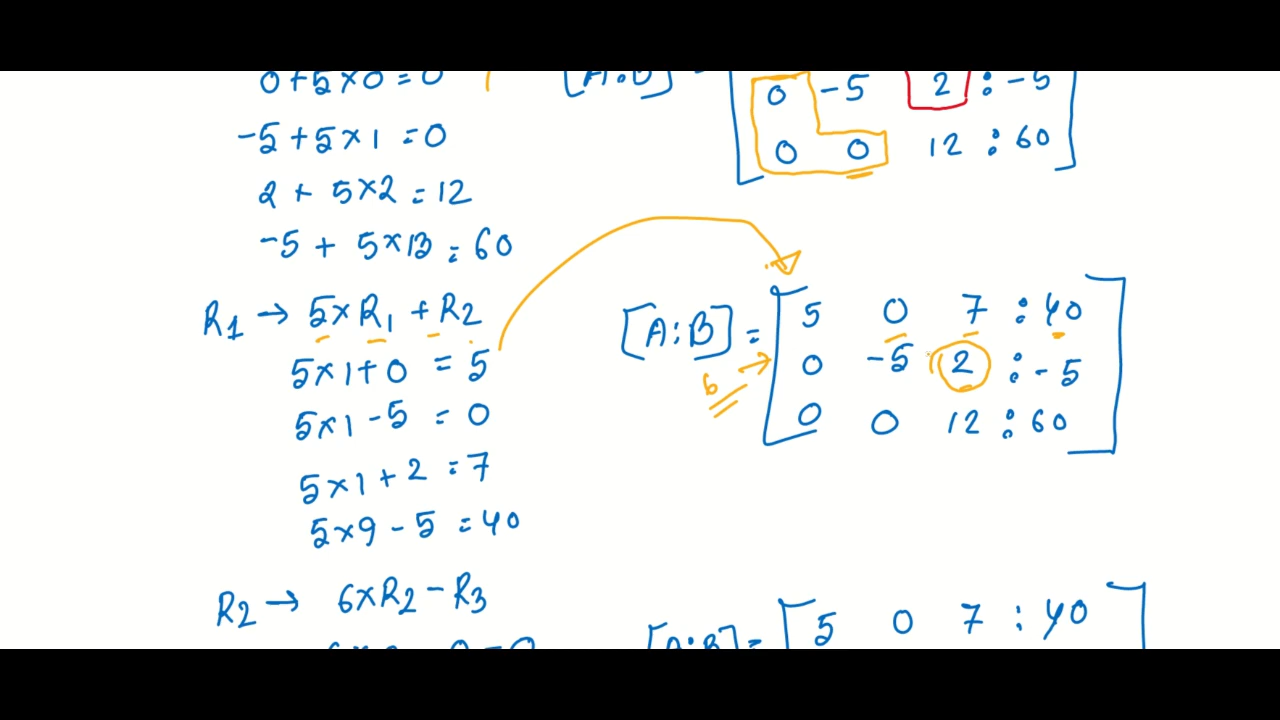 0+5×0=0
[A:B]
0 -5 2 : -5
-5+5×1=0
0 0 12 : 60
2 + 5×2=12
-5 + 5×13=60
R1 → 5×R1+R2
[A:B] =
5 0 7 : 40
5×1+0 = 5
0 -5 2 : -5
6
5×1-5 = 0
0 0 12 : 60
5×1+2 = 7
5×9-5 = 40
R2 → 6×R2-R3
[A:B] =
5 0 7 : 40